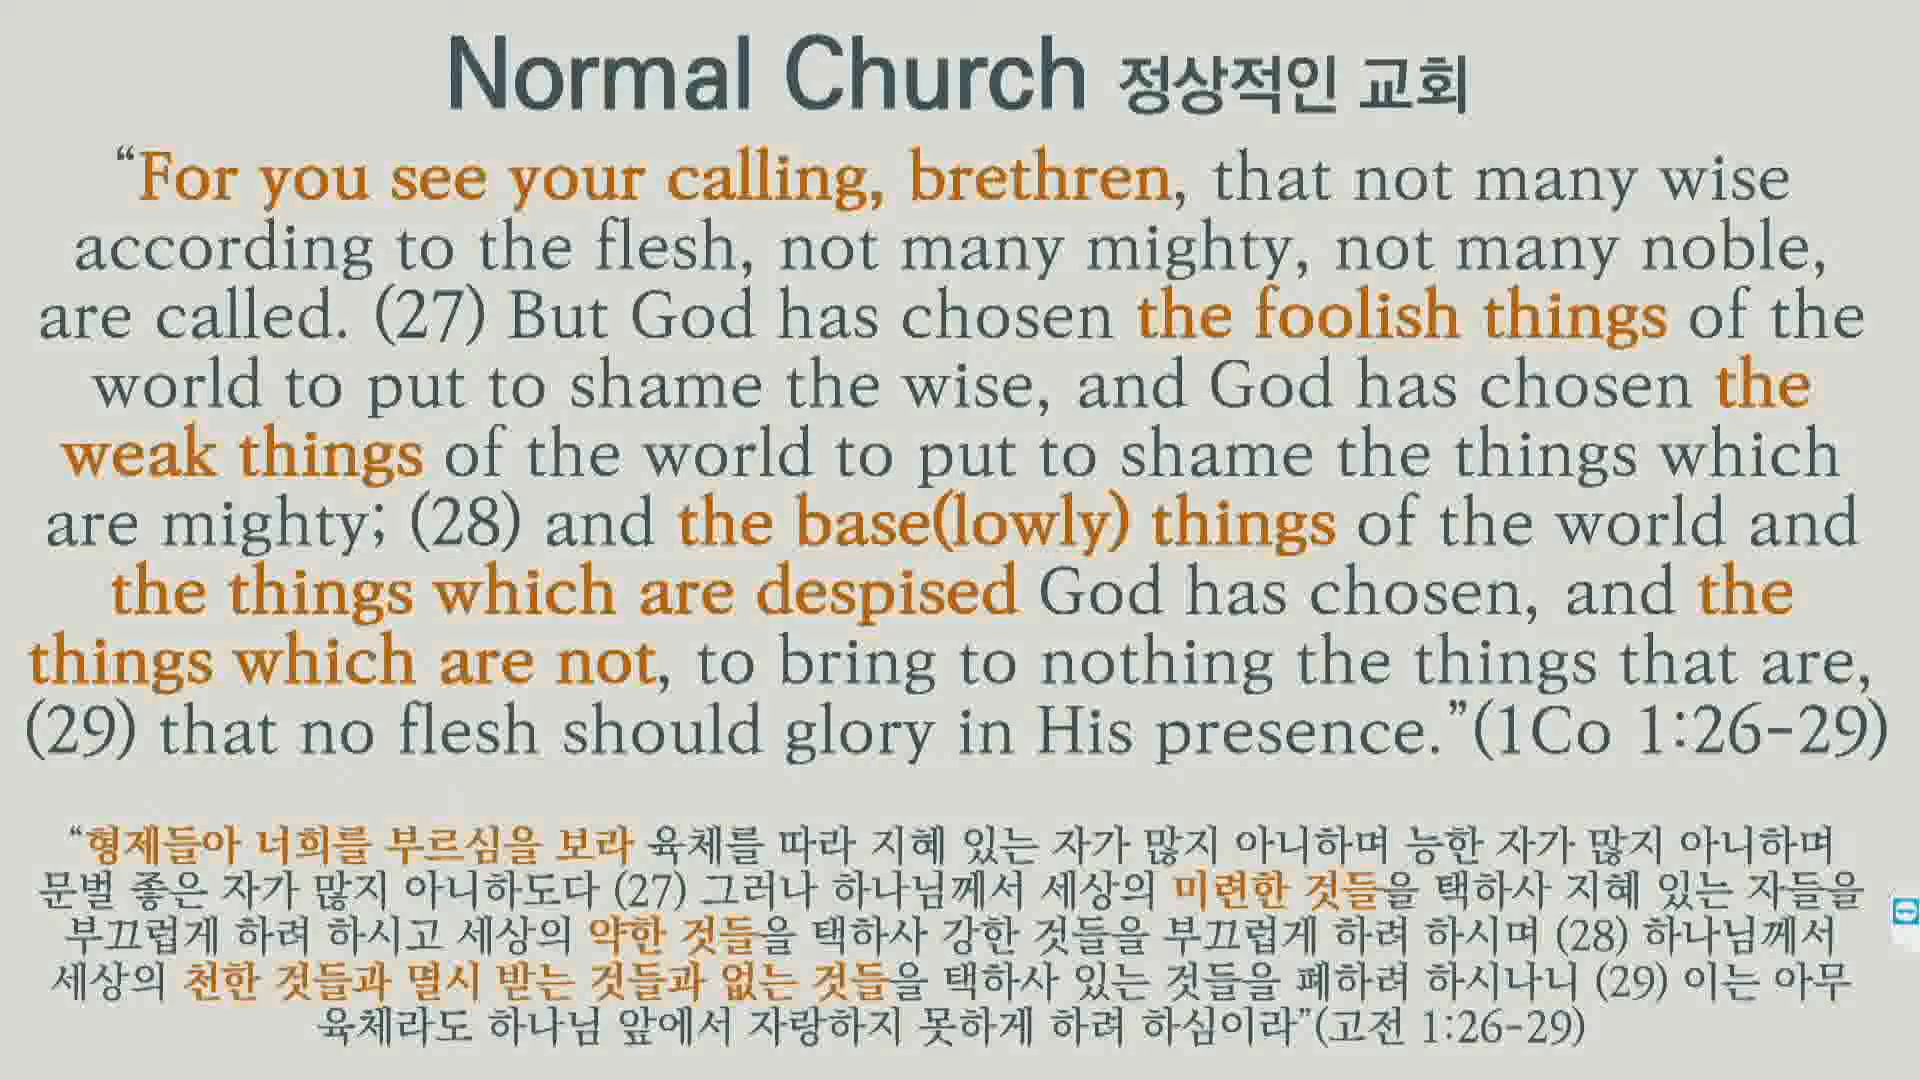 Normal Church 정상적인 교회
“For you see your calling, brethren, that not many wise
according to the flesh, not many mighty, not many noble,
are called. (27) But God has chosen the foolish things of the
world to put to shame the wise, and God has chosen the
weak things of the world to put to shame the things which
are mighty; (28) and the base(lowly) things of the world and
the things which are despised God has chosen, and the
things which are not, to bring to nothing the things that are,
(29) that no flesh should glory in His presence.”(1Co 1:26-29)
“형제들아 너희를 부르심을 보라 육체를 따라 지혜 있는 자가 많지 아니하며 능한 자가 많지 아니하며
문벌 좋은 자가 많지 아니하도다 (27) 그러나 하나님께서 세상의 미련한 것들을 택하사 지혜 있는 자들을
부끄럽게 하려 하시고 세상의 약한 것들을 택하사 강한 것들을 부끄럽게 하려 하시며 (28) 하나님께서
세상의 천한 것들과 멸시 받는 것들과 없는 것들을 택하사 있는 것들을 폐하려 하시나니 (29) 이는 아무
육체라도 하나님 앞에서 자랑하지 못하게 하려 하심이라”(고전 1:26-29)